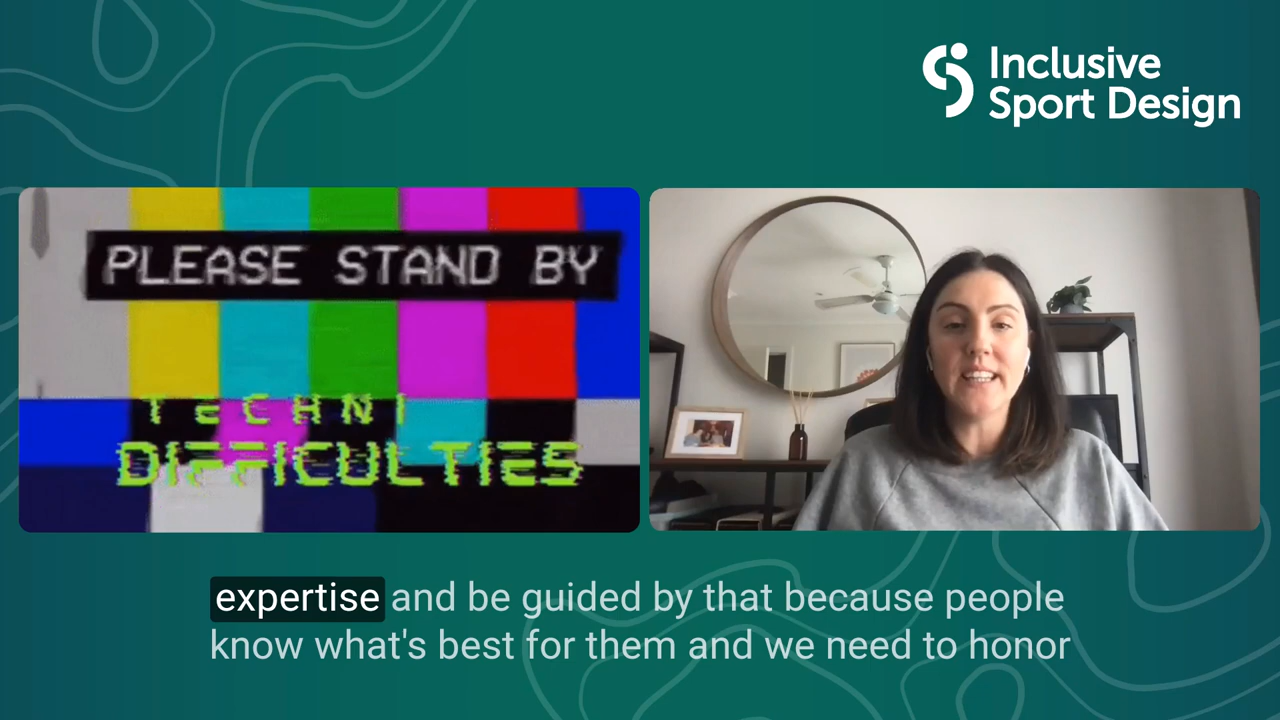 Inclusive
Sport Design
PLEASE STAND BY
TECHNI
DIFFICULTIES
expertise and be guided by that because people
know what's best for them and we need to honor